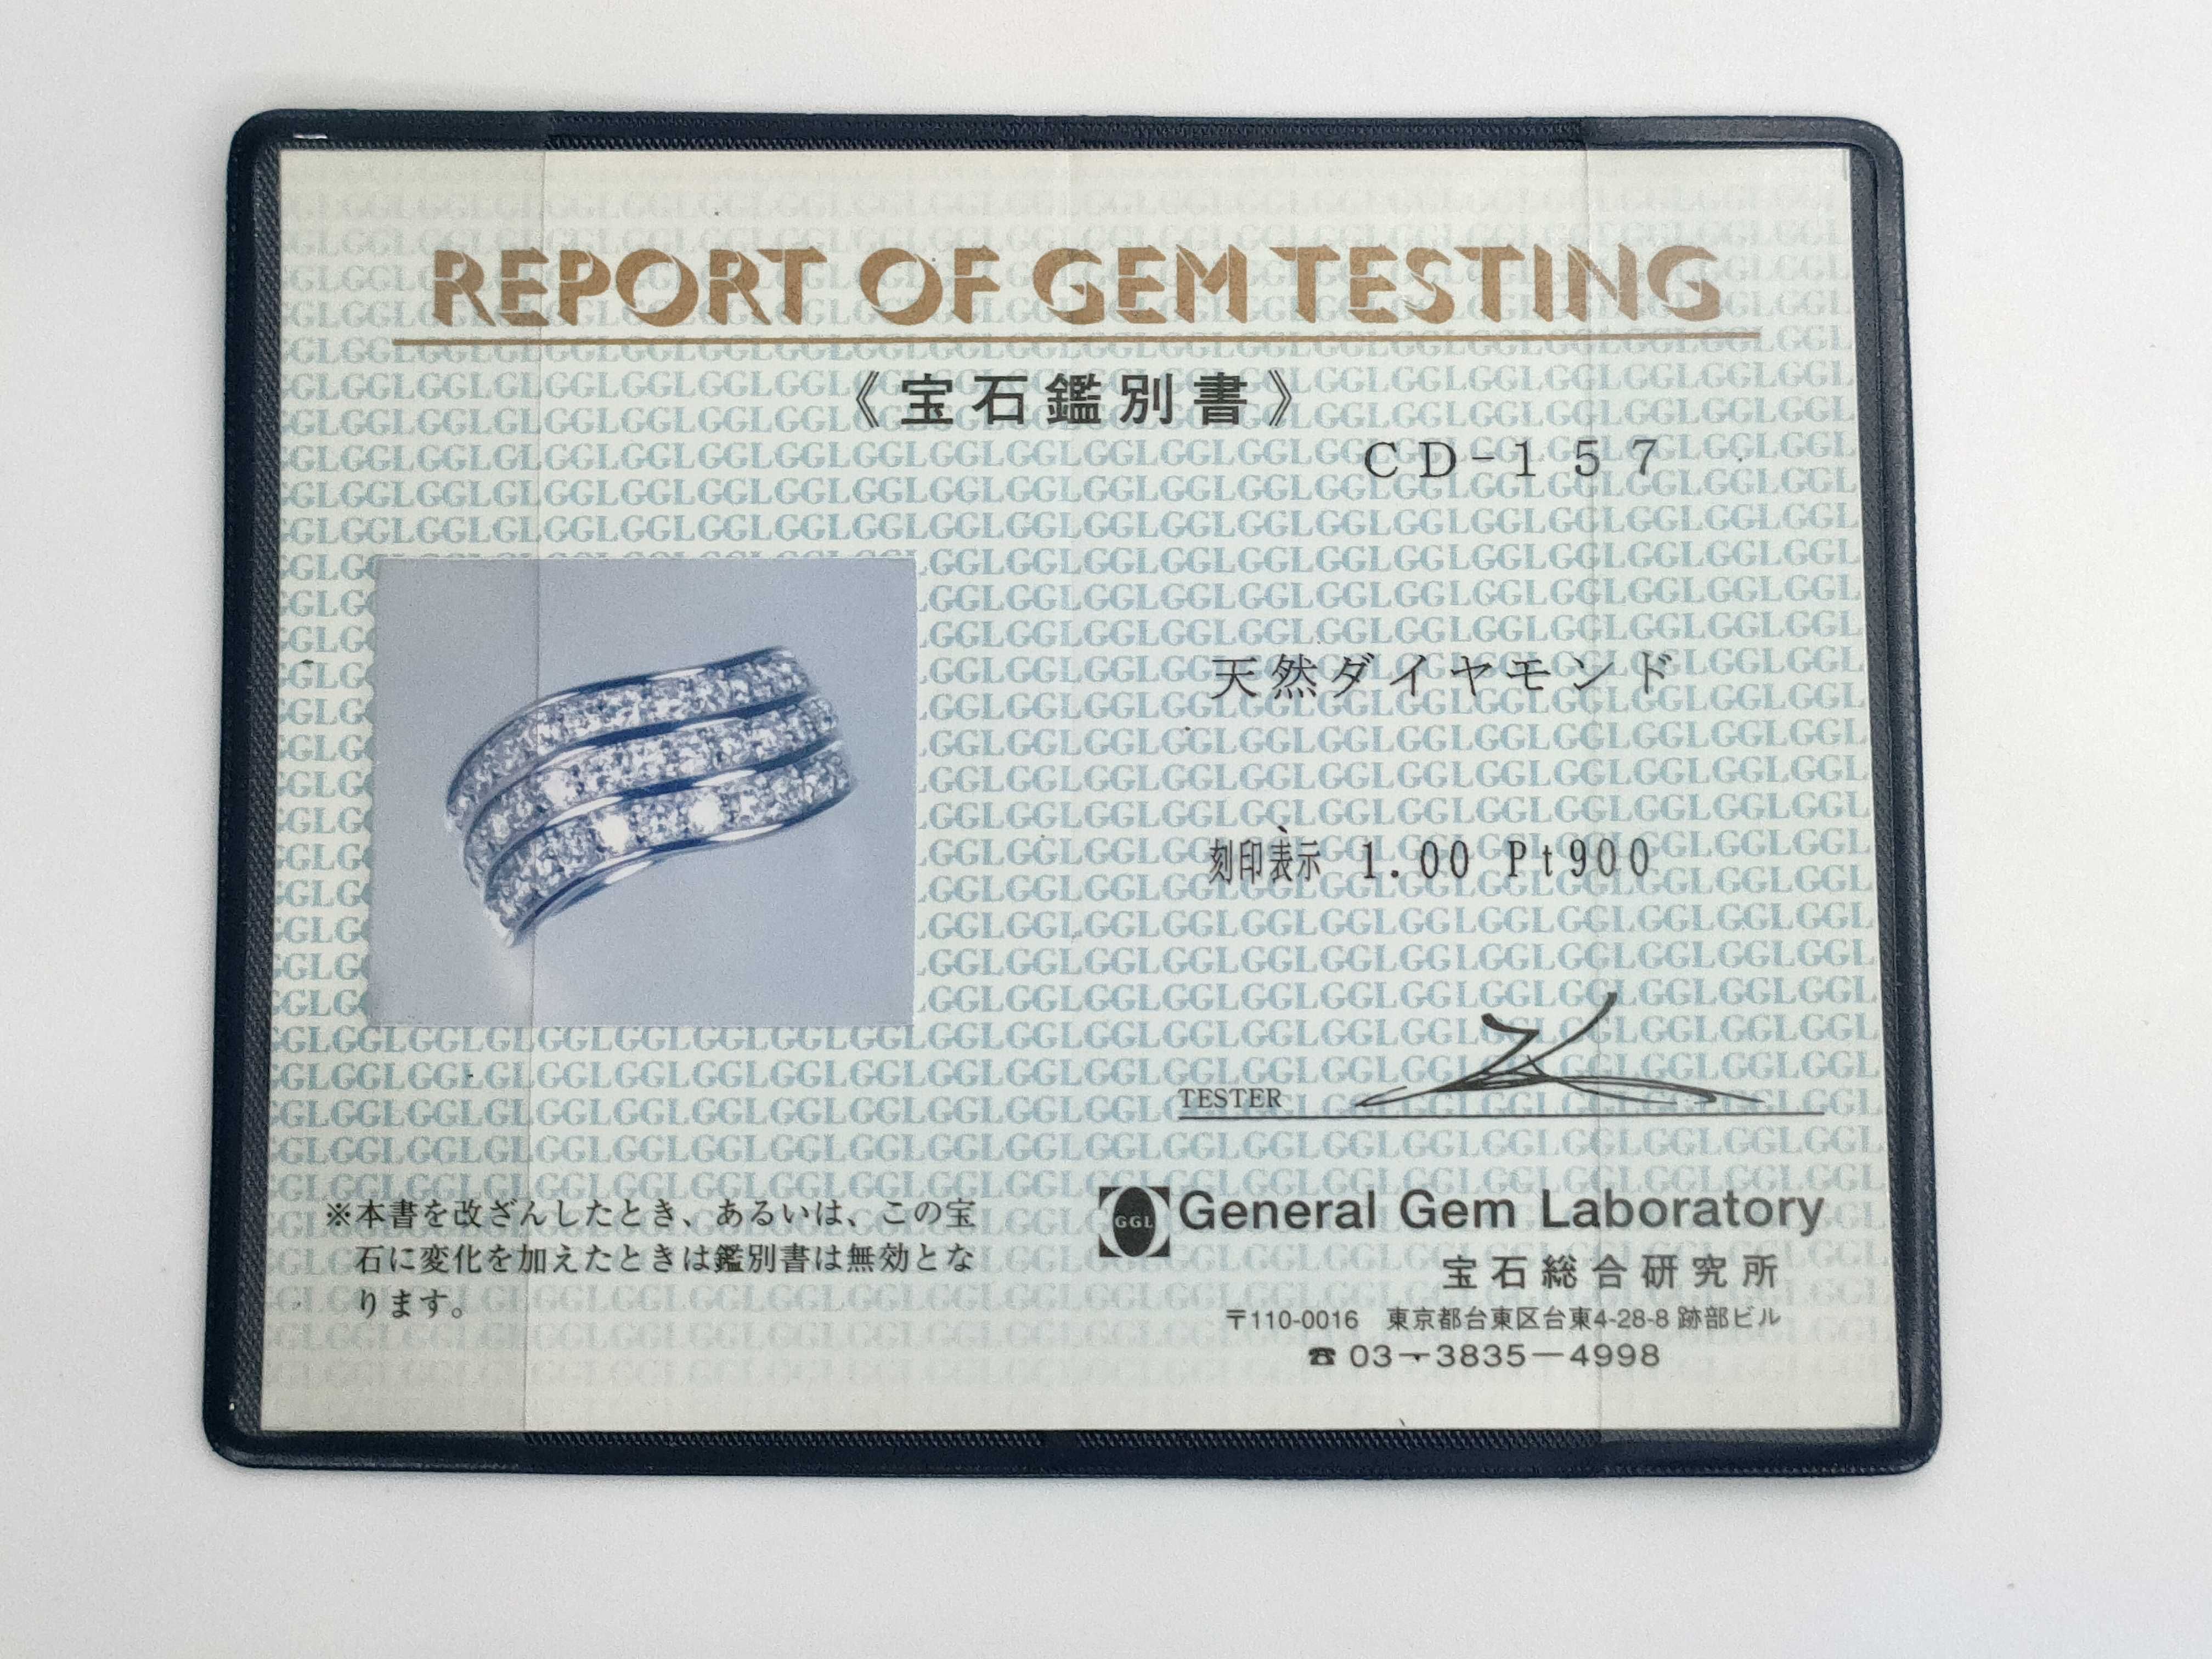 REPORT OF GEM TESTING
《宝石鑑別書》
CD-157
天然ダイヤモンド
刻印表示 1.00 Pt900
TESTER
※本書を改ざんしたとき、あるいは、この宝
石に変化を加えたときは鑑別書は無効とな
ります。
GGL General Gem Laboratory
宝石総合研究所
〒110-0016 東京都台東区台東4-28-8 跡部ビル
☎ 03-3835-4998